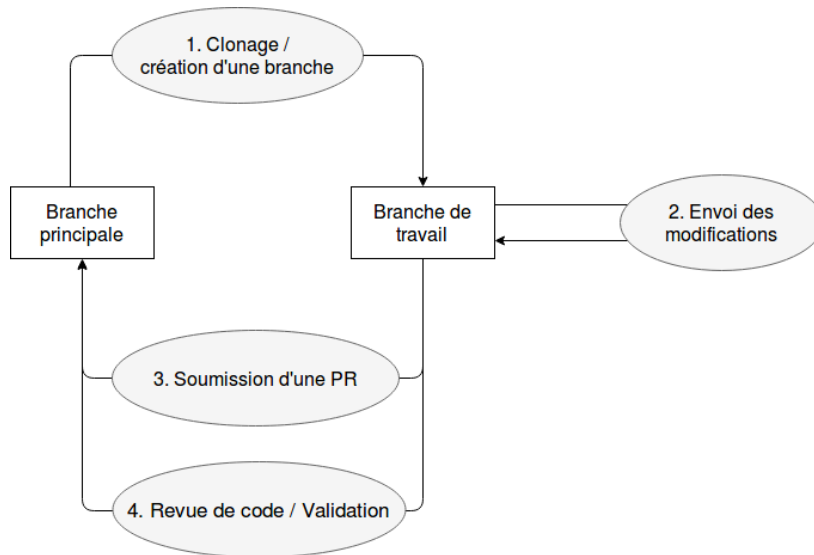 1. Clonage /
création d'une branche
Branche
principale
Branche de
travail
2. Envoi des
modifications
3. Soumission d'une PR
4. Revue de code / Validation